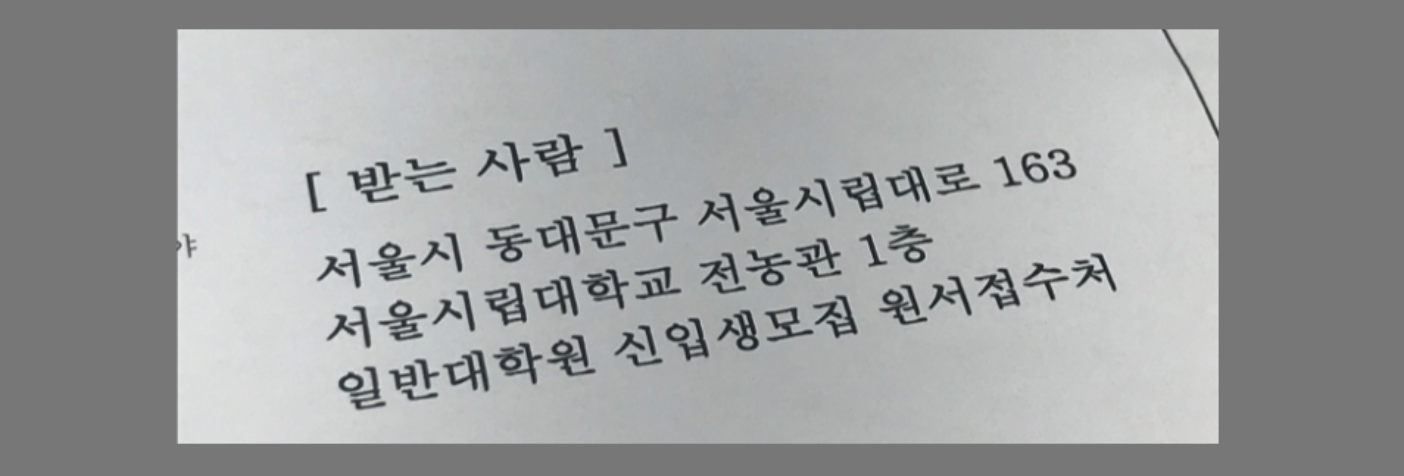 [ 받는 사람 ]
서울시 동대문구 서울시립대로 163
서울시립대학교 전농관 1층
일반대학원 신입생모집 원서접수처
야